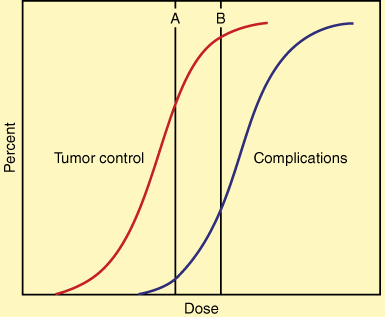 A
B
Percent
Tumor control
Complications
Dose